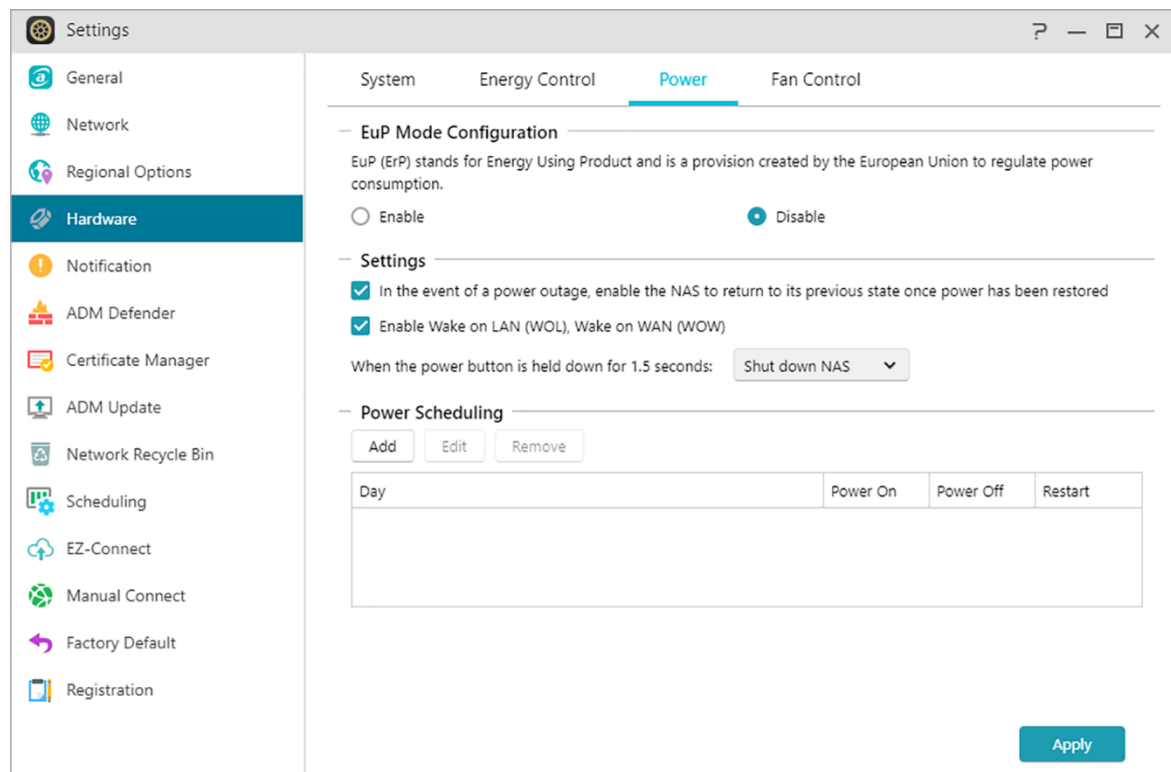 Settings
General
Network
Regional Options
Hardware
Notification
ADM Defender
Certificate Manager
ADM Update
Network Recycle Bin
Scheduling
EZ-Connect
Manual Connect
Factory Default
Registration
System Energy Control Power Fan Control
EuP Mode Configuration
EuP (ErP) stands for Energy Using Product and is a provision created by the European Union to regulate power
consumption.
Enable Disable
Settings
In the event of a power outage, enable the NAS to return to its previous state once power has been restored
Enable Wake on LAN (WOL), Wake on WAN (WOW)
When the power button is held down for 1.5 seconds: Shut down NAS
Power Scheduling
Add Edit Remove
Day Power On Power Off Restart
Apply